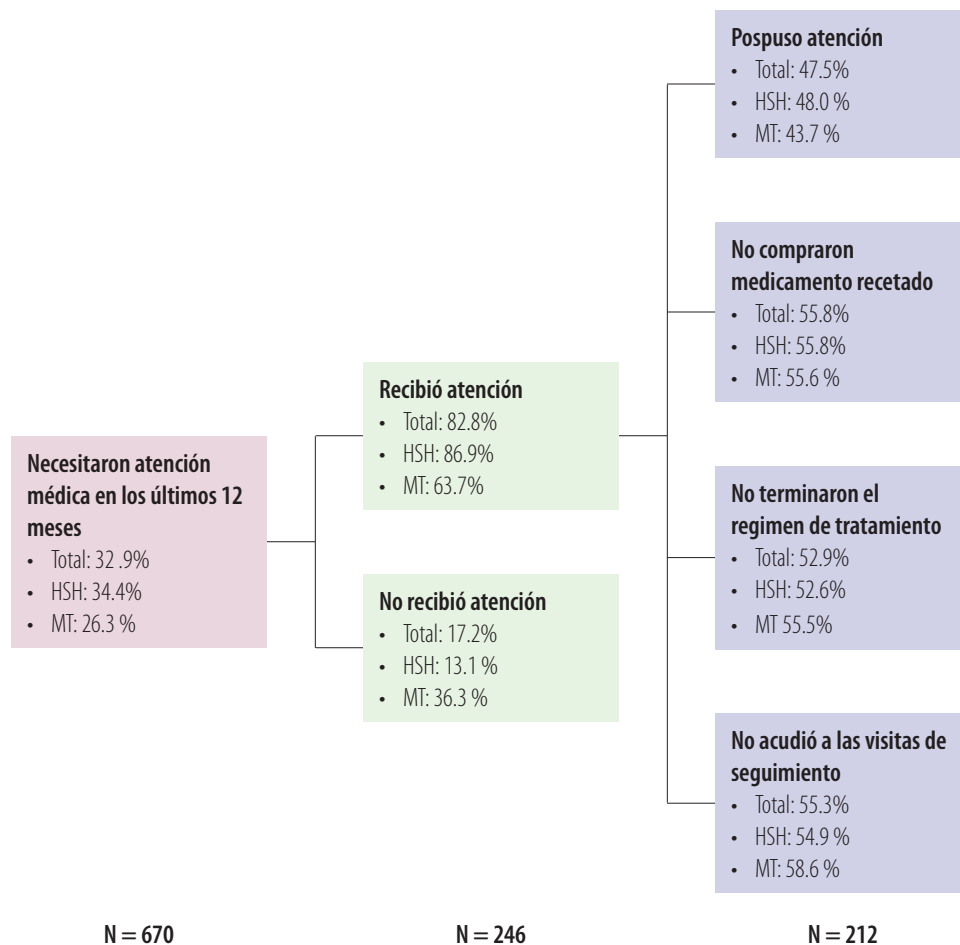 Necesitaron atención
médica en los últimos 12
meses
• Total: 32 .9%
• HSH: 34.4%
• MT: 26.3 %
Recibió atención
• Total: 82.8%
• HSH: 86.9%
• MT: 63.7%
No recibió atención
• Total: 17.2%
• HSH: 13.1 %
• MT: 36.3 %
Pospuso atención
• Total: 47.5%
• HSH: 48.0 %
• MT: 43.7 %
No compraron
medicamento recetado
• Total: 55.8%
• HSH: 55.8%
• MT: 55.6 %
No terminaron el
regimen de tratamiento
• Total: 52.9%
• HSH: 52.6%
• MT 55.5%
No acudió a las visitas de
seguimiento
• Total: 55.3%
• HSH: 54.9 %
• MT: 58.6 %
N = 670
N = 246
N = 212